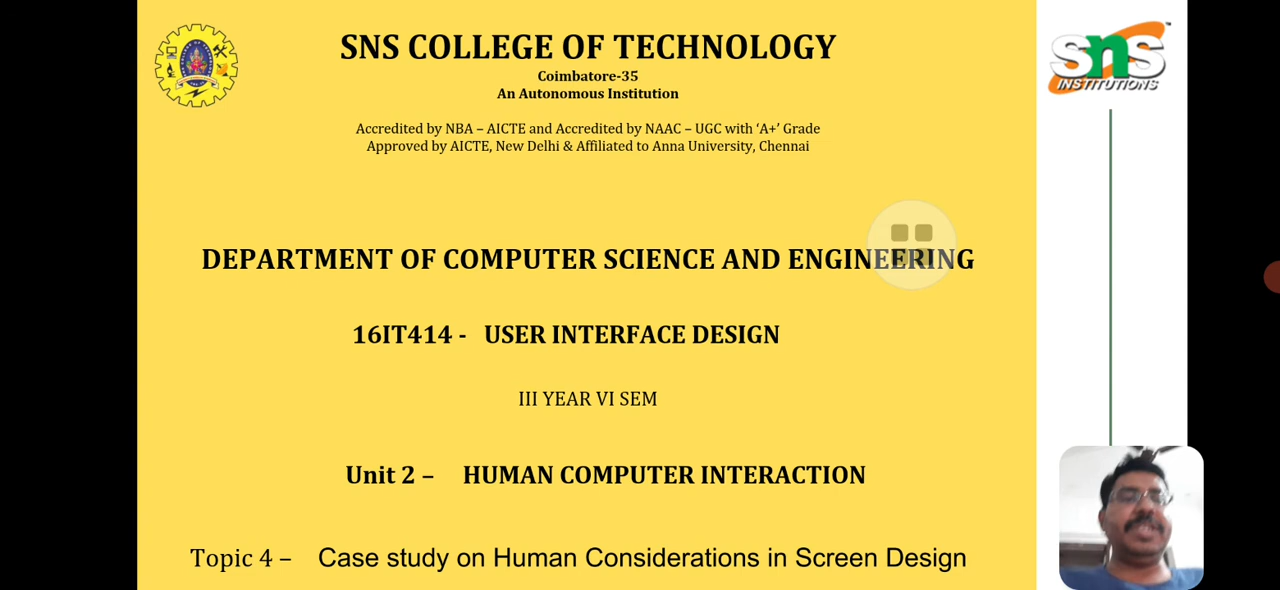 SNS COLLEGE OF TECHNOLOGY
Coimbatore-35
An Autonomous Institution
Accredited by NBA – AICTE and Accredited by NAAC – UGC with ‘A+’ Grade
Approved by AICTE, New Delhi & Affiliated to Anna University, Chennai
sns
INSTITUTIONS
DEPARTMENT OF COMPUTER SCIENCE AND ENGINEERING
16IT414 - USER INTERFACE DESIGN
III YEAR VI SEM
Unit 2 – HUMAN COMPUTER INTERACTION
Topic 4 – Case study on Human Considerations in Screen Design